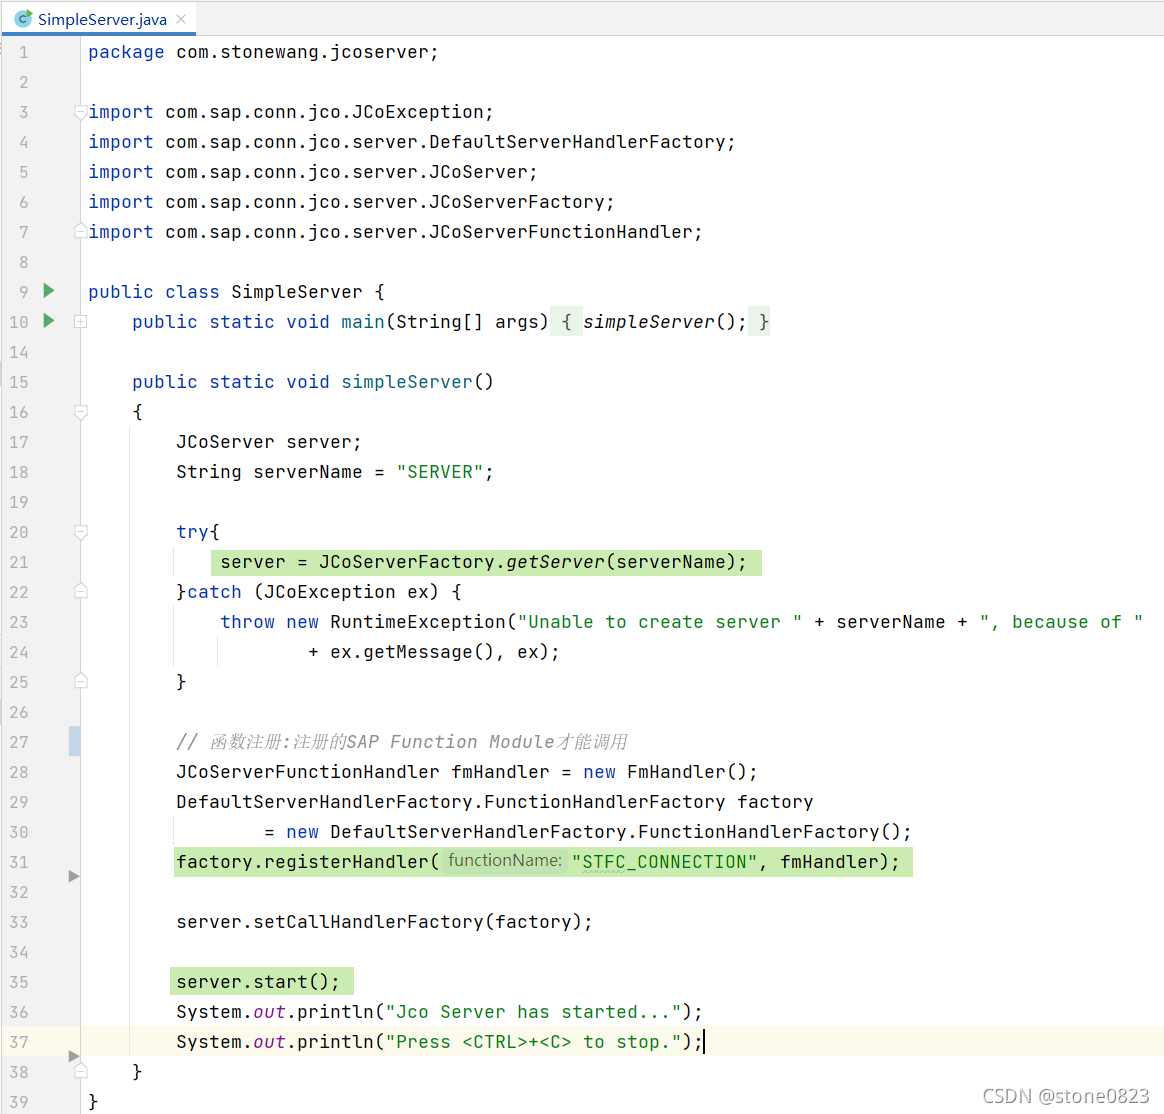 SimpleServer.java
1 package com.stonewang.jcoserver;
2
3 import com.sap.conn.jco.JCoException;
4 import com.sap.conn.jco.server.DefaultServerHandlerFactory;
5 import com.sap.conn.jco.server.JCoServer;
6 import com.sap.conn.jco.server.JCoServerFactory;
7 import com.sap.conn.jco.server.JCoServerFunctionHandler;
8
9 public class SimpleServer {
10 public static void main(String[] args) { simpleServer(); }
14
15 public static void simpleServer()
16 {
17 JCoServer server;
18 String serverName = "SERVER";
19
20 try{
21 server = JCoServerFactory.getServer(serverName);
22 }catch (JCoException ex) {
23 throw new RuntimeException("Unable to create server " + serverName + ", because of "
24 + ex.getMessage(), ex);
25 }
26
27 // 函数注册:注册的SAP Function Module才能调用
28 JCoServerFunctionHandler fmHandler = new FmHandler();
29 DefaultServerHandlerFactory.FunctionHandlerFactory factory
30 = new DefaultServerHandlerFactory.FunctionHandlerFactory();
31 factory.registerHandler( functionName: "STFC_CONNECTION", fmHandler);
32
33 server.setCallHandlerFactory(factory);
34
35 server.start();
36 System.out.println("Jco Server has started...");
37 System.out.println("Press <CTRL>+<C> to stop.");
38 }
39 }
CSDN @stone0823